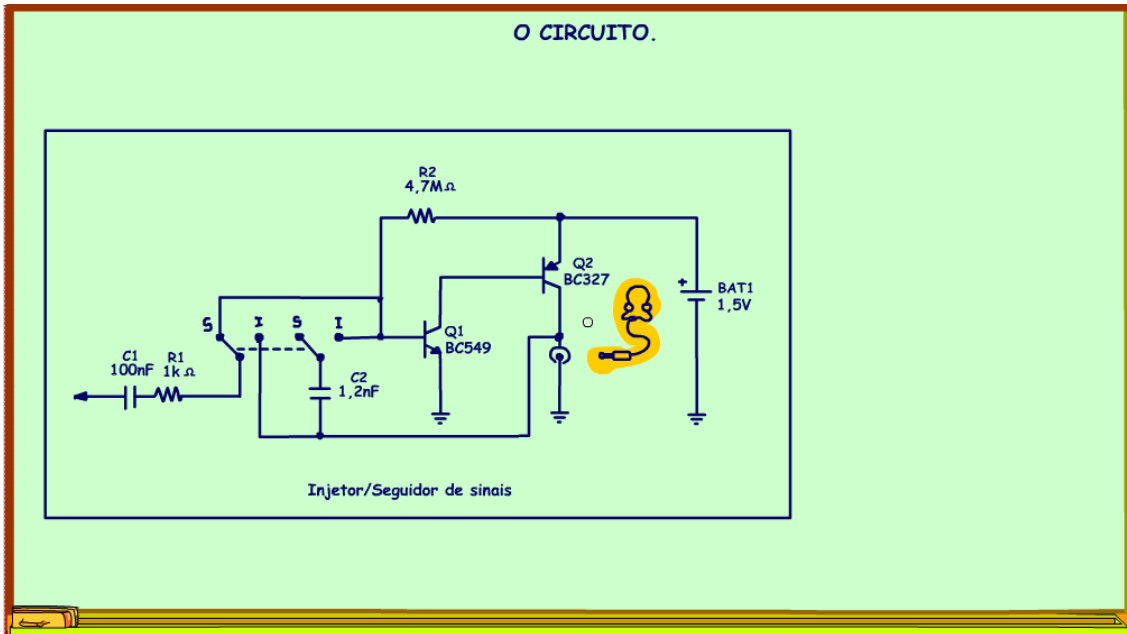 O CIRCUITO.
R2
4,7MΩ
Q2
BC327
+
BAT1
1,5V
S I S I
Q1
BC549
C1 R1
100nF 1kΩ
C2
1,2nF
Injetor/Seguidor de sinais